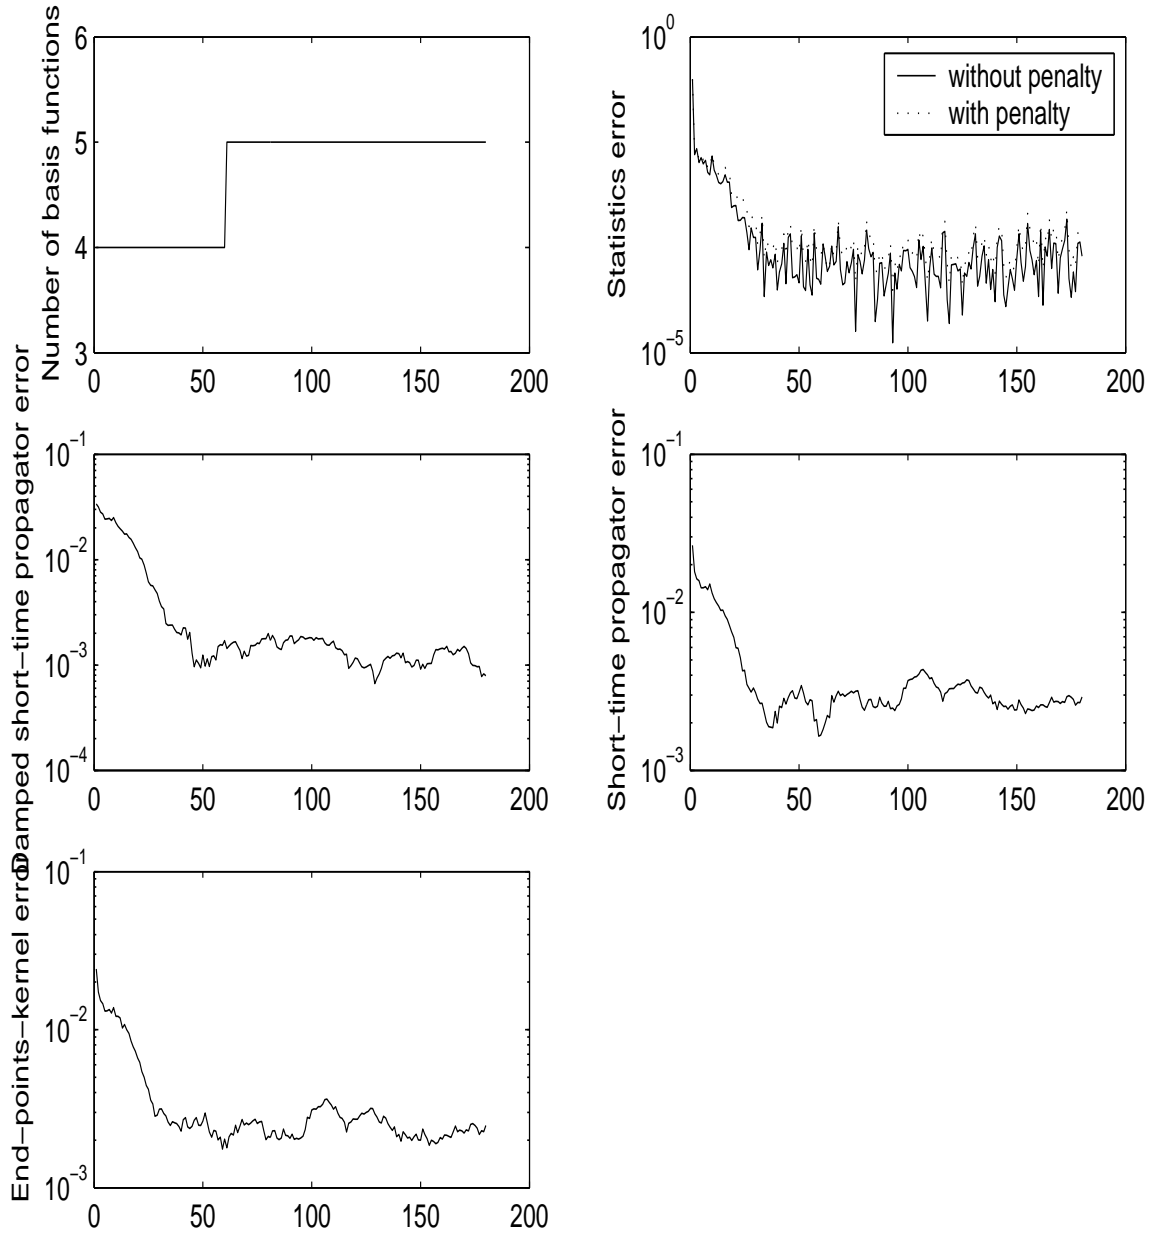 Number of basis functions
6
5
4
3
0 50 100 150 200
Statistics error
10^0
10^−5
without penalty
with penalty
0 50 100 150 200
Damped short−time propagator error
10^−1
10^−2
10^−3
10^−4
0 50 100 150 200
Short−time propagator error
10^−1
10^−2
10^−3
0 50 100 150 200
End−points−kernel error
10^−1
10^−2
10^−3
0 50 100 150 200